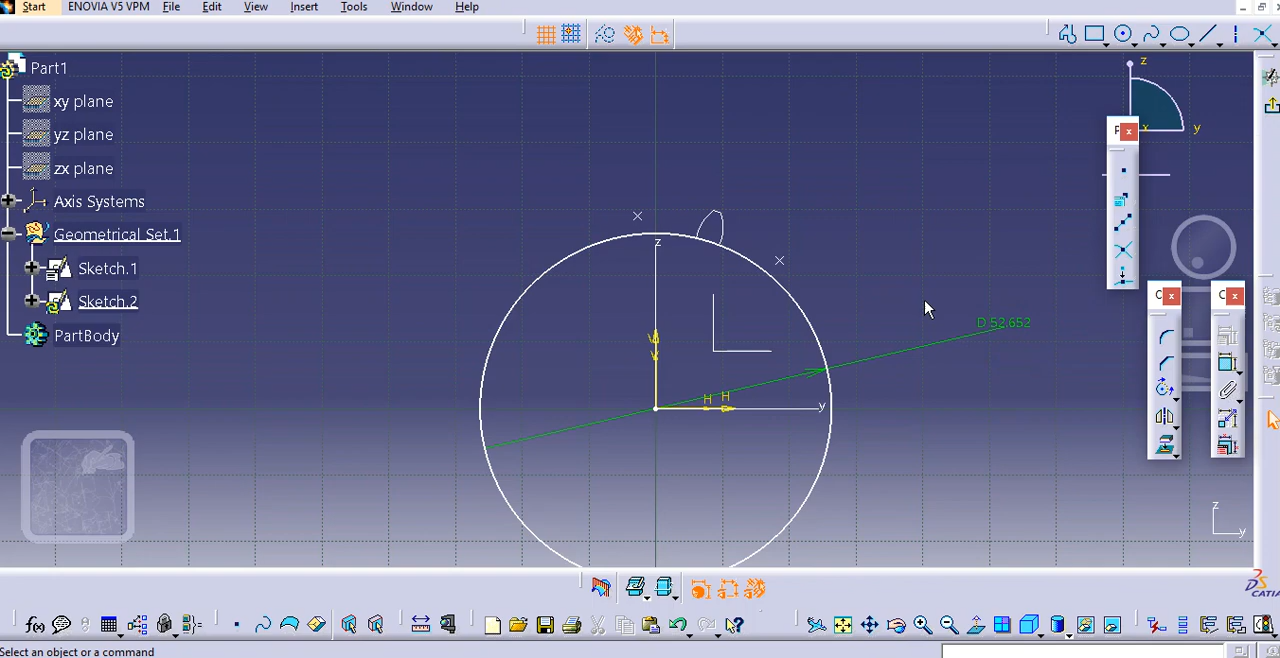 Start ENOVIA V5 VPM File Edit View Insert Tools Window Help
Part1
z
xy plane
x y
P
yz plane
zx plane
Axis Systems
Geometrical Set.1
z
Sketch.1
C C
Sketch.2
D 52.652
PartBody
V
V
H H
y
z
y
CATIA
f(x)
Select an object or a command